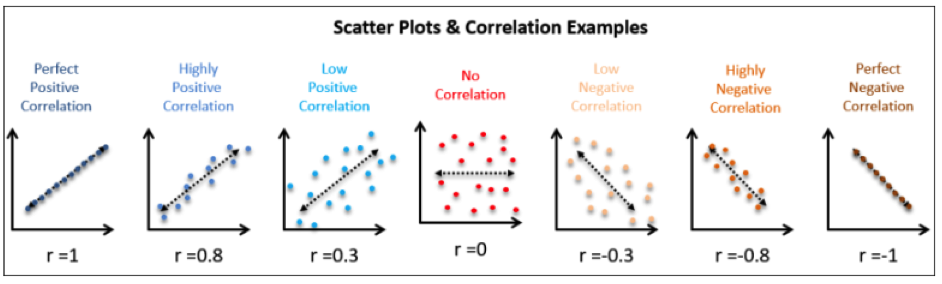 Scatter Plots & Correlation Examples
Perfect
Positive
Correlation
Highly
Positive
Correlation
Low
Positive
Correlation
No
Correlation
Low
Negative
Correlation
Highly
Negative
Correlation
Perfect
Negative
Correlation
r =1
r =0.8
r =0.3
r =0
r =-0.3
r =-0.8
r =-1